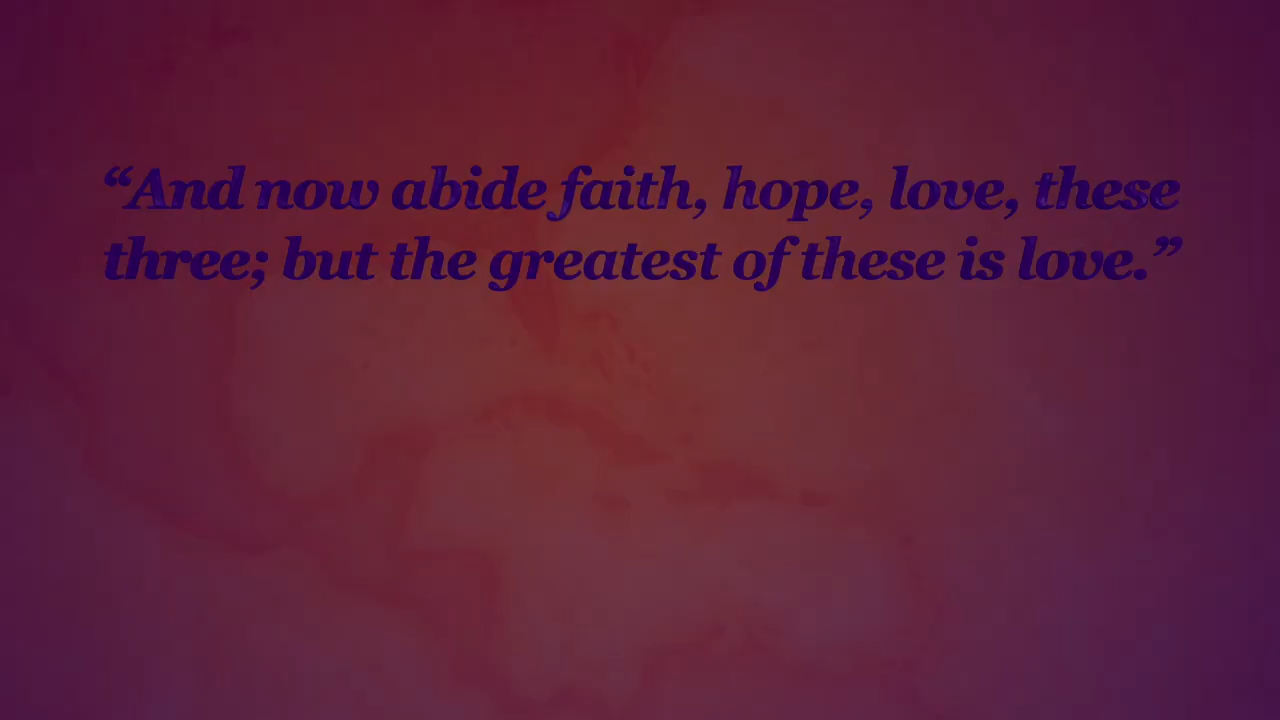 “And now abide faith, hope, love, these
three; but the greatest of these is love.”